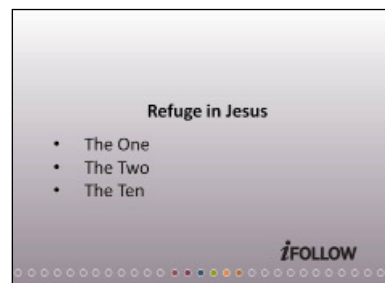 Refuge in Jesus
• The One
• The Two
• The Ten
iFOLLOW